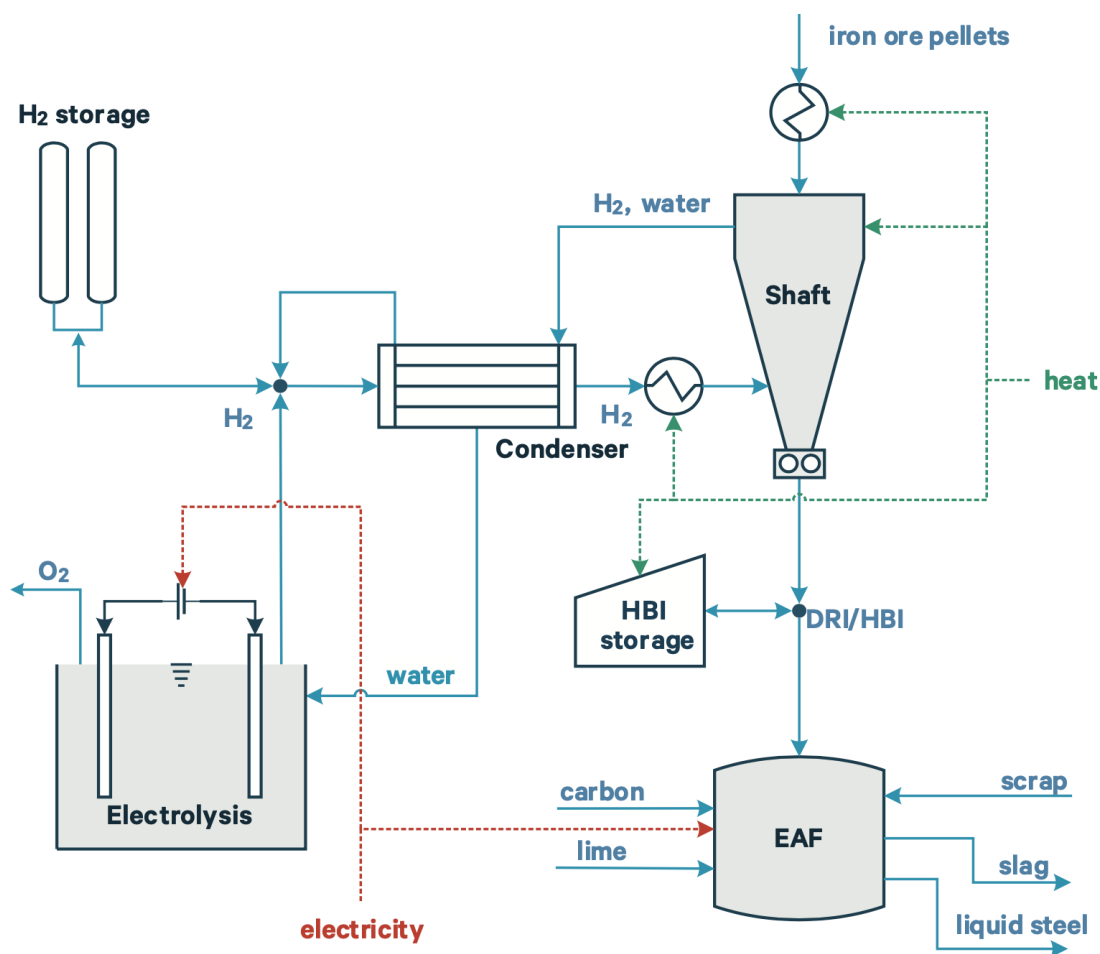 iron ore pellets
H2 storage
H2, water
Shaft
heat
H2
H2
Condenser
O2
HBI
storage
DRI/HBI
water
carbon
scrap
Electrolysis
EAF
lime
slag
liquid steel
electricity